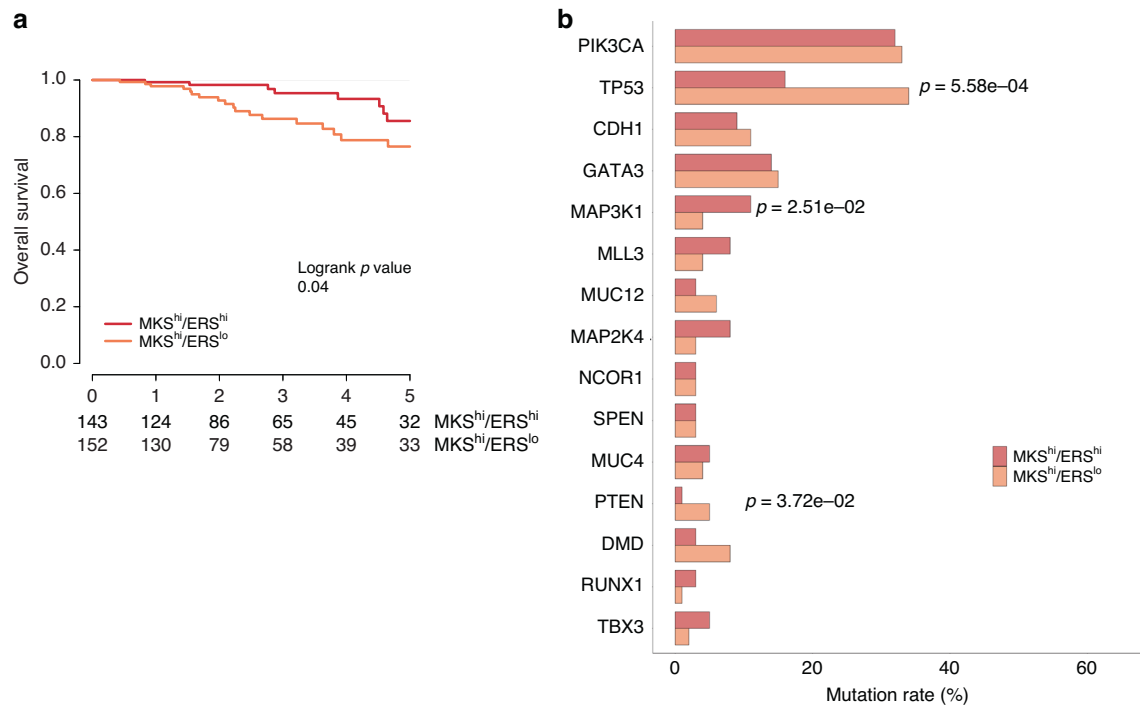 a
1.0
0.8
0.6
0.4
0.2
0.0
Overall survival
Logrank p value
0.04
MKShi/ERShi
MKShi/ERSlo
0 1 2 3 4 5
143 124 86 65 45 32 MKShi/ERShi
152 130 79 58 39 33 MKShi/ERSlo
b
PIK3CA
TP53 p = 5.58e–04
CDH1
GATA3
MAP3K1 p = 2.51e–02
MLL3
MUC12
MAP2K4
NCOR1
SPEN
MUC4
PTEN p = 3.72e–02
DMD
RUNX1
TBX3
MKShi/ERShi
MKShi/ERSlo
0 20 40 60
Mutation rate (%)